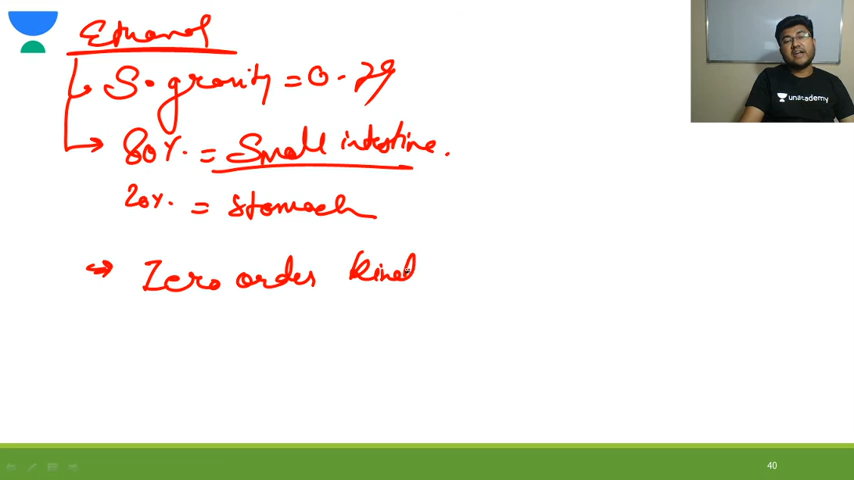 Ethanol
S. gravity = 0.79
80%. = Small intestine.
20%. = stomach
Zero order Kinet
unacademy
40